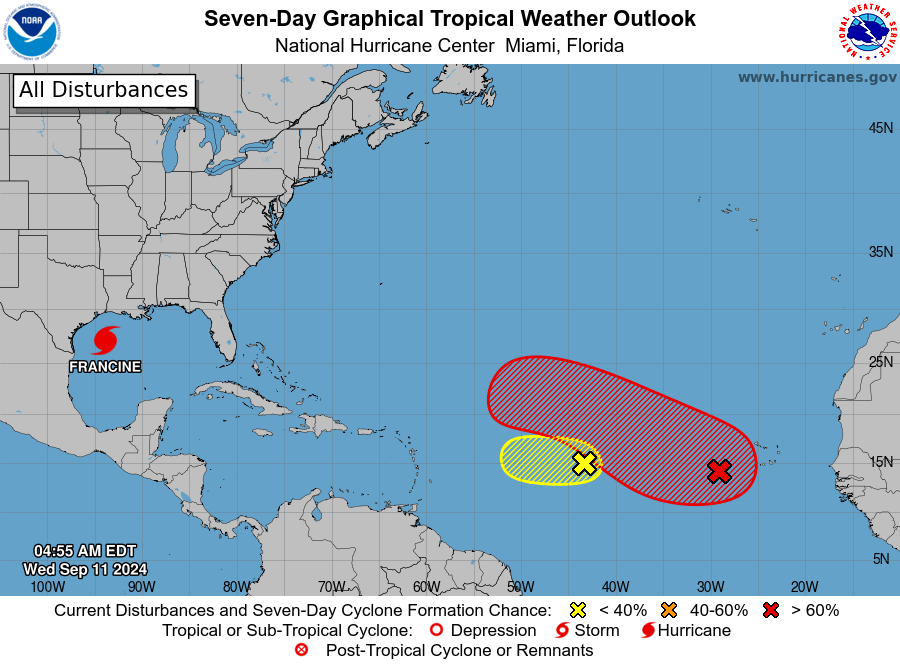 Seven-Day Graphical Tropical Weather Outlook
National Hurricane Center Miami, Florida
NOAA
NATIONAL WEATHER SERVICE
www.hurricanes.gov
All Disturbances
45N
35N
25N
15N
5N
FRANCINE
04:55 AM EDT
Wed Sep 11 2024
100W 90W 80W 70W 60W 50W 40W 30W 20W
Current Disturbances and Seven-Day Cyclone Formation Chance: < 40% 40-60% > 60%
Tropical or Sub-Tropical Cyclone: Depression Storm Hurricane
Post-Tropical Cyclone or Remnants